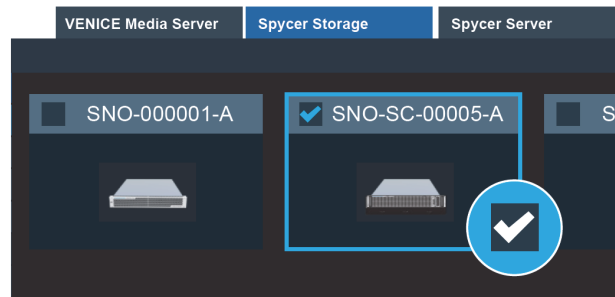 VENICE Media Server
Spycer Storage
Spycer Server
SNO-000001-A
SNO-SC-00005-A
S